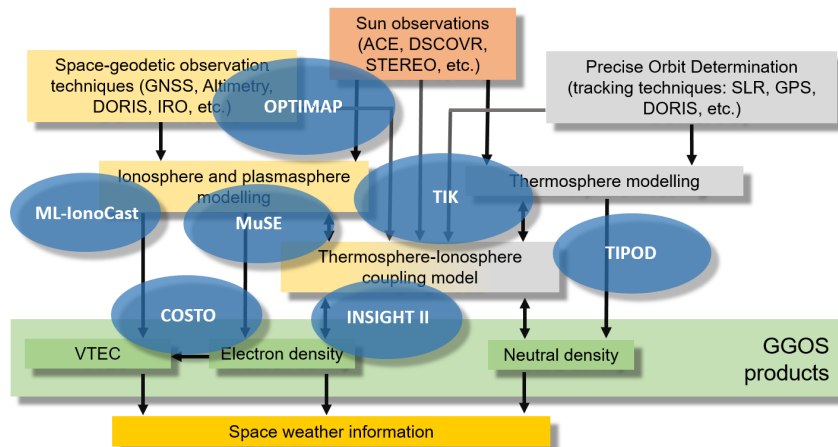 Sun observations
(ACE, DSCOVR,
STEREO, etc.)
Space-geodetic observation
techniques (GNSS, Altimetry,
DORIS, IRO, etc.)
OPTIMAP
Precise Orbit Determination
(tracking techniques: SLR, GPS,
DORIS, etc.)
Ionosphere and plasmasphere
modelling
TIK
Thermosphere modelling
ML-IonoCast
MuSE
Thermosphere-Ionosphere
coupling model
TIPOD
COSTO
INSIGHT II
VTEC
Electron density
Neutral density
GGOS
products
Space weather information